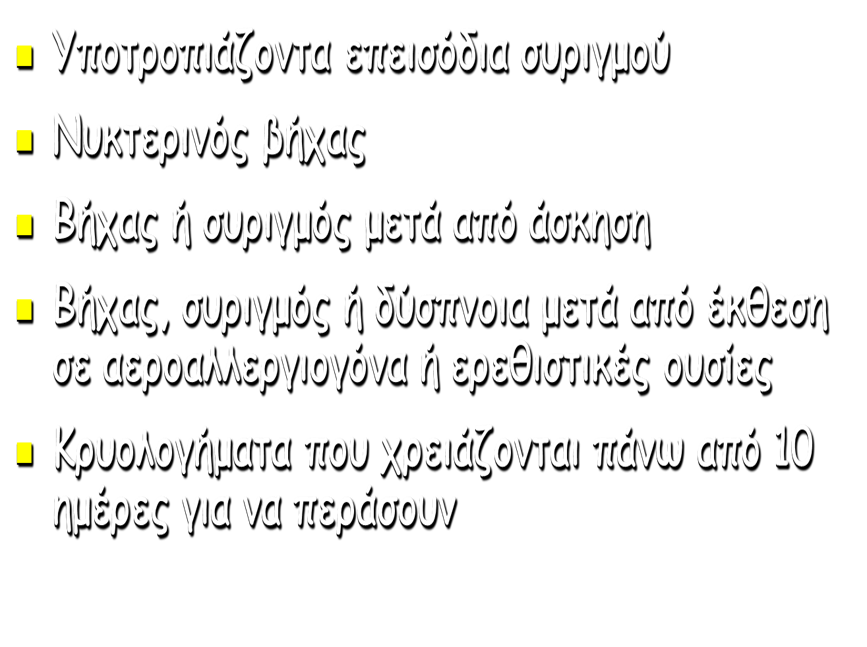 Υποτροπιάζοντα επεισόδια συριγμού
Νυκτερινός βήχας
Βήχας ή συριγμός μετά από άσκηση
Βήχας, συριγμός ή δύσπνοια μετά από έκθεση
σε αεροαλλεργιογόνα ή ερεθιστικές ουσίες
Κρυολογήματα που χρειάζονται πάνω από 10
ημέρες για να περάσουν